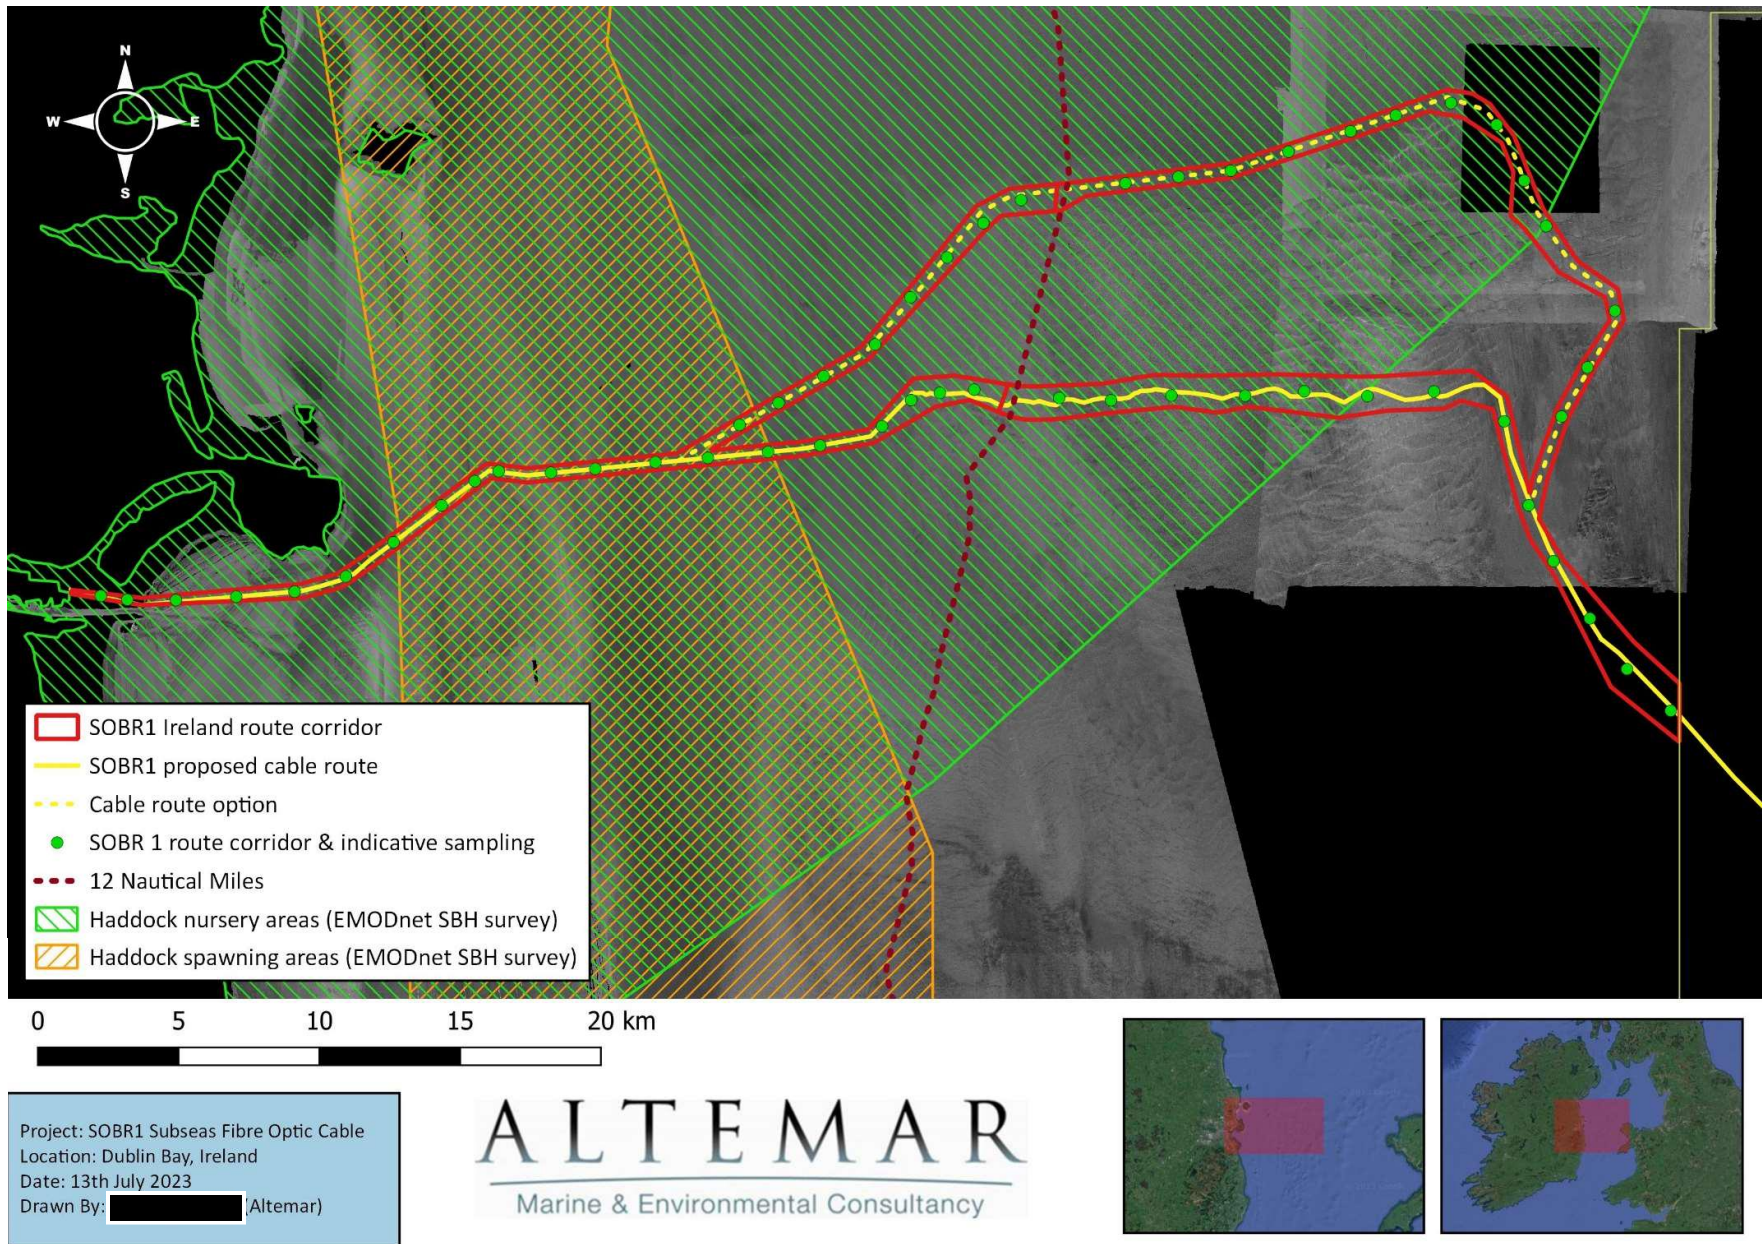 N
W E
S
SOBR1 Ireland route corridor
SOBR1 proposed cable route
Cable route option
SOBR 1 route corridor & indicative sampling
12 Nautical Miles
Haddock nursery areas (EMODnet SBH survey)
Haddock spawning areas (EMODnet SBH survey)
0 5 10 15 20 km
Project: SOBR1 Subseas Fibre Optic Cable
Location: Dublin Bay, Ireland
Date: 13th July 2023
Drawn By: (Altemar)
ALTEMAR
Marine & Environmental Consultancy